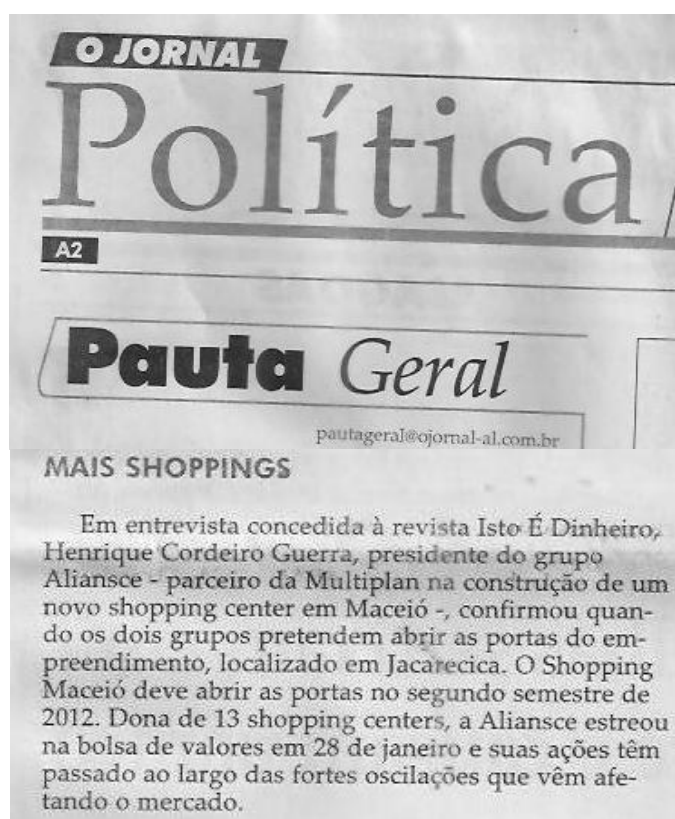 O JORNAL
Política
A2
Pauta Geral
pautageral@ojornal-al.com.br
MAIS SHOPPINGS
Em entrevista concedida à revista Isto É Dinheiro,
Henrique Cordeiro Guerra, presidente do grupo
Aliansce - parceiro da Multiplan na construção de um
novo shopping center em Maceió -, confirmou quan-
do os dois grupos pretendem abrir as portas do em-
preendimento, localizado em Jacarecica. O Shopping
Maceió deve abrir as portas no segundo semestre de
2012. Dona de 13 shopping centers, a Aliansce estreou
na bolsa de valores em 28 de janeiro e suas ações têm
passado ao largo das fortes oscilações que vêm afe-
tando o mercado.